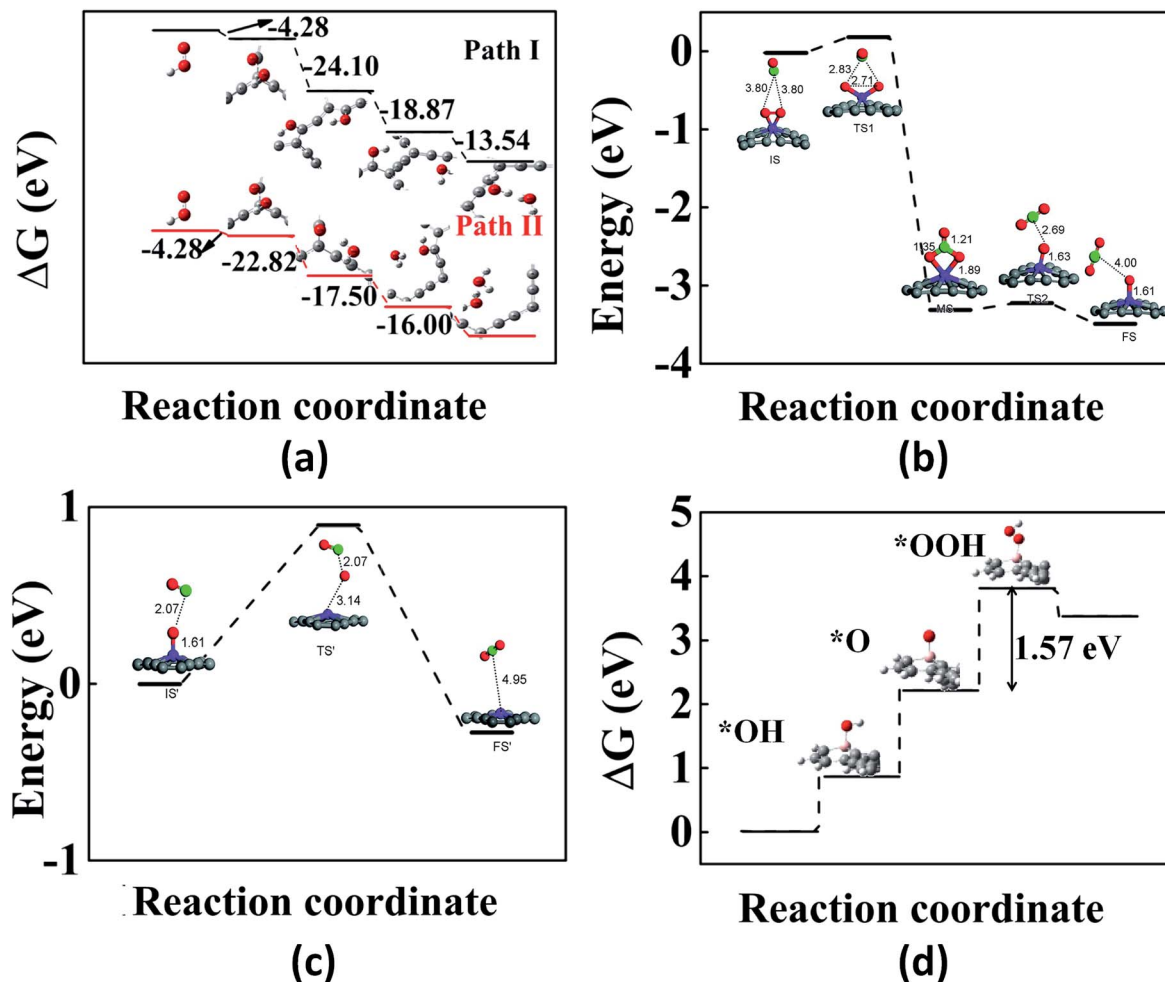 -4.28
Path I
-24.10
-18.87
-13.54
Path II
-4.28
-22.82
-17.50
-16.00
ΔG (eV)
Reaction coordinate
(a)
0
-1
-2
-3
-4
Energy (eV)
3.80
3.80
IS
2.83
2.71
TS1
1.35
1.21
1.89
MS
2.69
1.63
TS2
4.00
1.61
FS
Reaction coordinate
(b)
1
0
-1
Energy (eV)
2.07
1.61
IS'
2.07
3.14
TS'
4.95
FS'
Reaction coordinate
(c)
5
4
3
2
1
0
ΔG (eV)
*OOH
*O
1.57 eV
*OH
Reaction coordinate
(d)